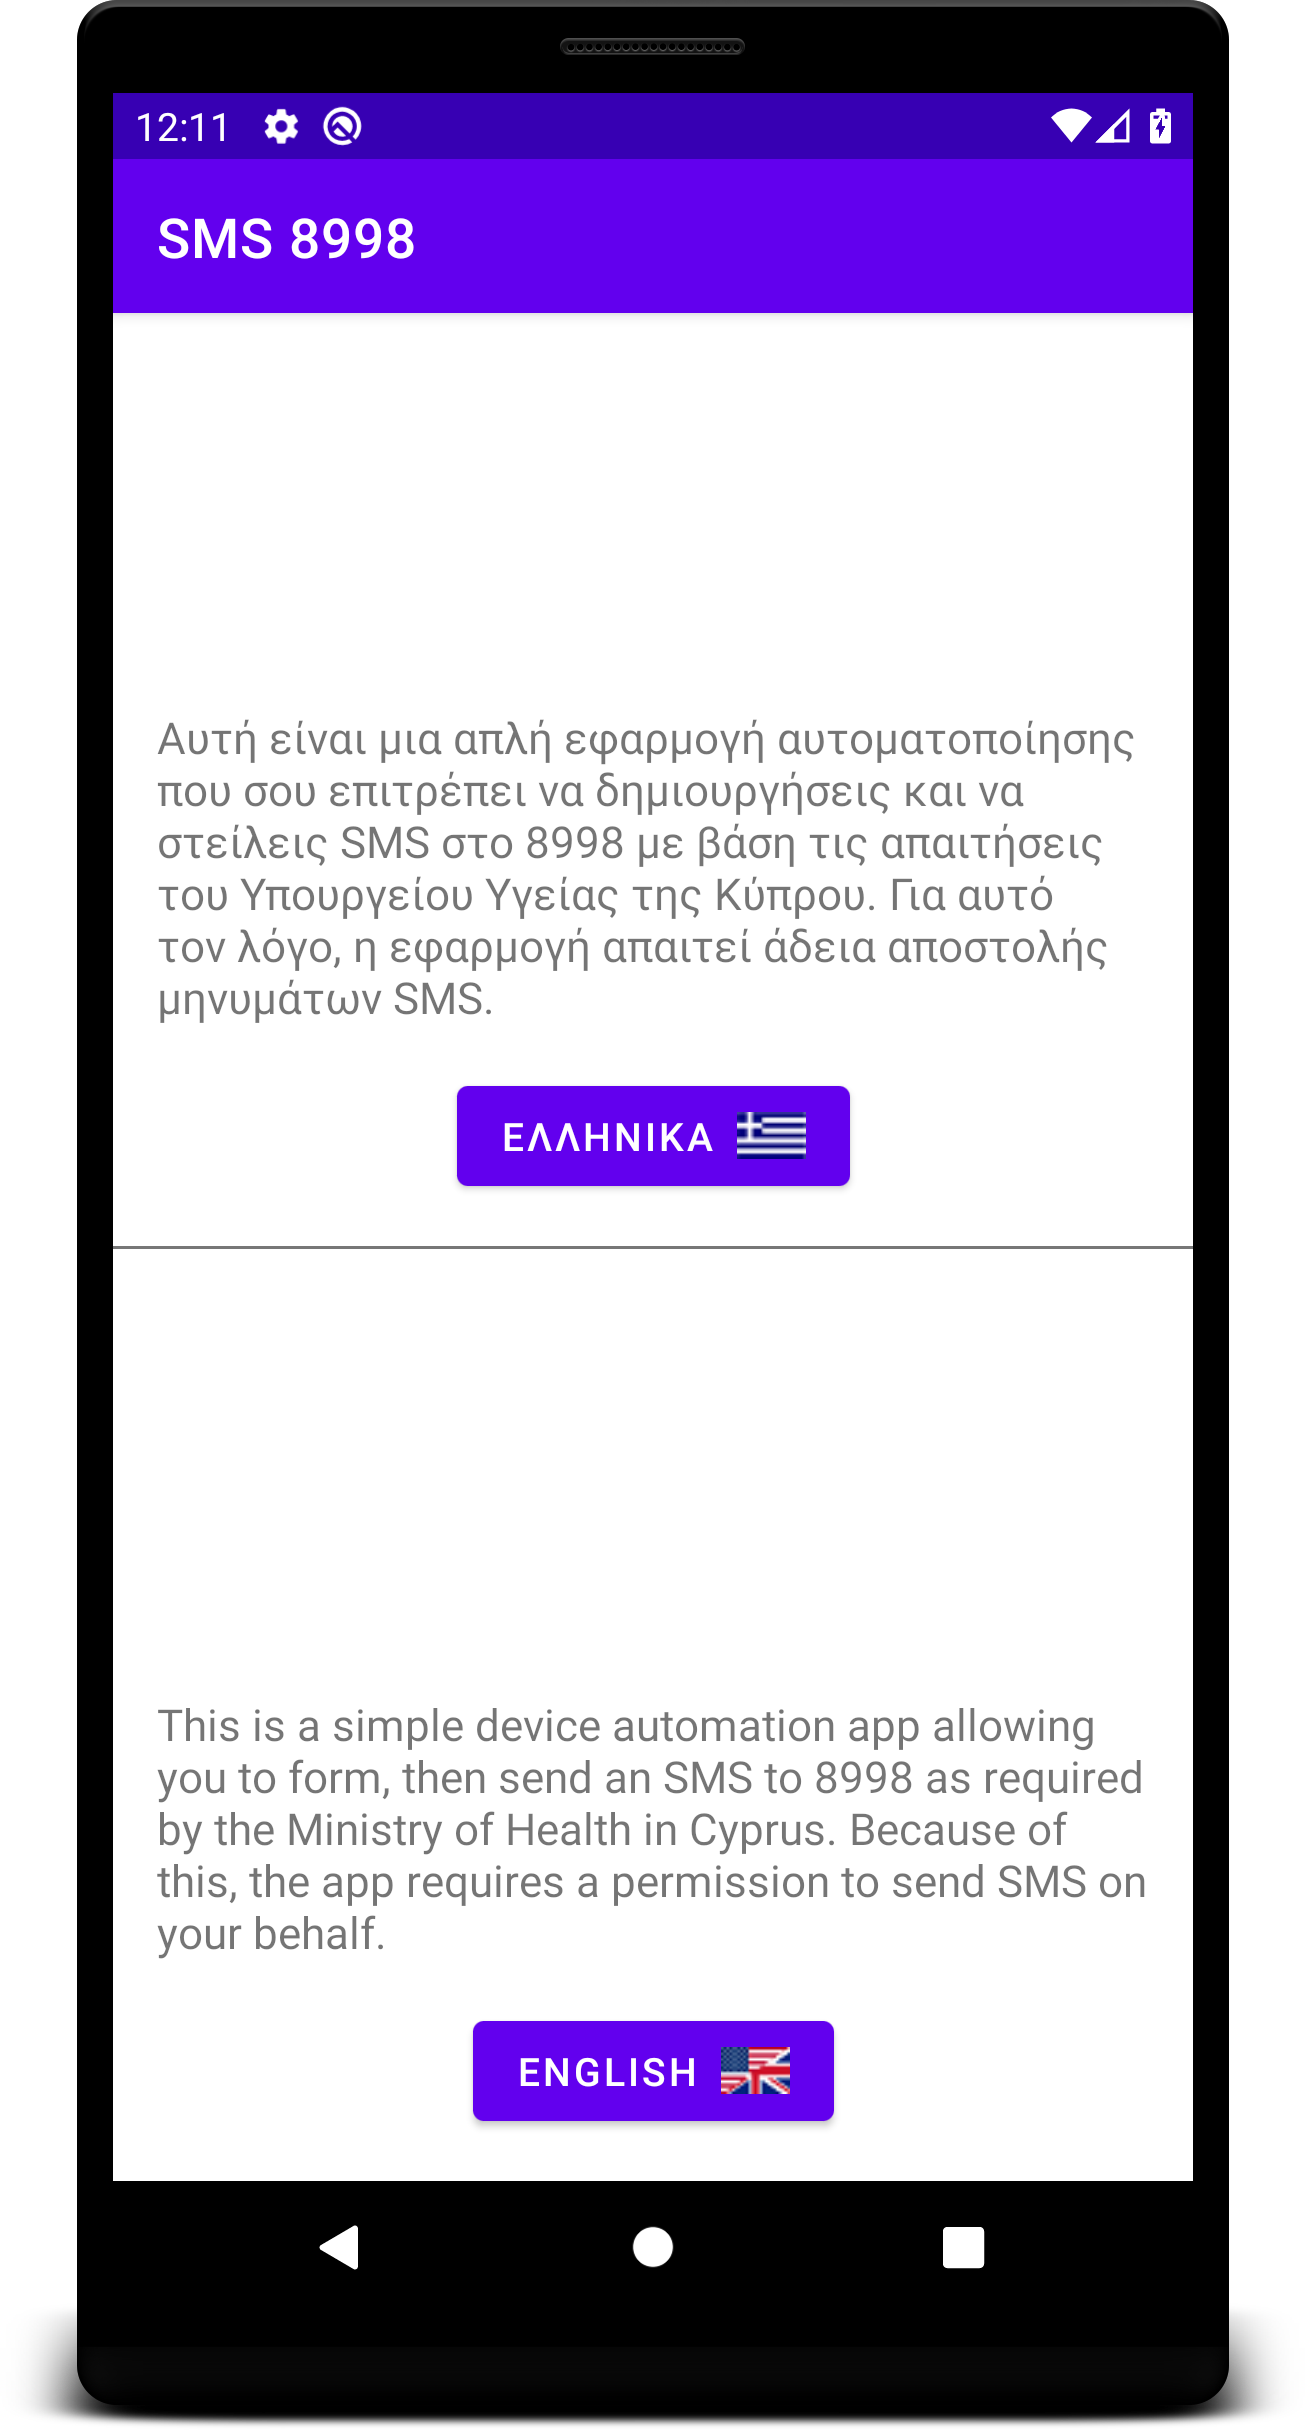 12:11
SMS 8998
Αυτή είναι μια απλή εφαρμογή αυτοματοποίησης
που σου επιτρέπει να δημιουργήσεις και να
στείλεις SMS στο 8998 με βάση τις απαιτήσεις
του Υπουργείου Υγείας της Κύπρου. Για αυτό
τον λόγο, η εφαρμογή απαιτεί άδεια αποστολής
μηνυμάτων SMS.
ΕΛΛΗΝΙΚΑ
This is a simple device automation app allowing
you to form, then send an SMS to 8998 as required
by the Ministry of Health in Cyprus. Because of
this, the app requires a permission to send SMS on
your behalf.
ENGLISH